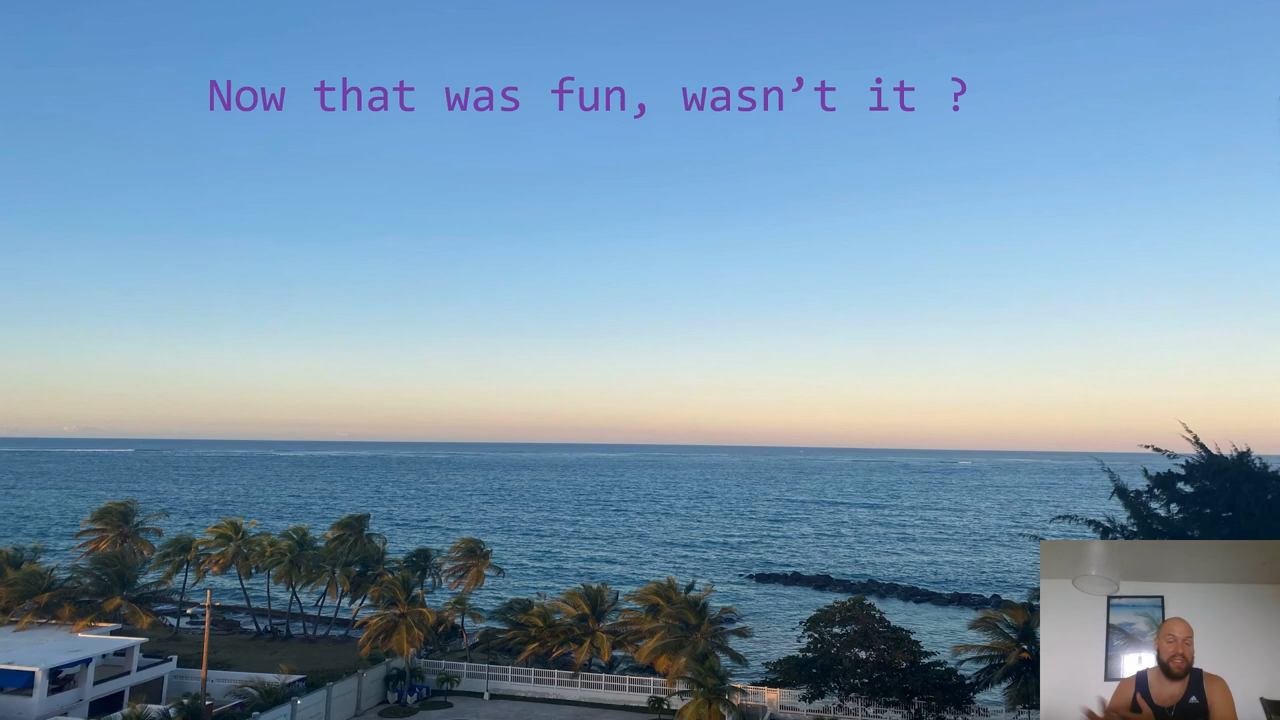 Now that was fun, wasn’t it ?